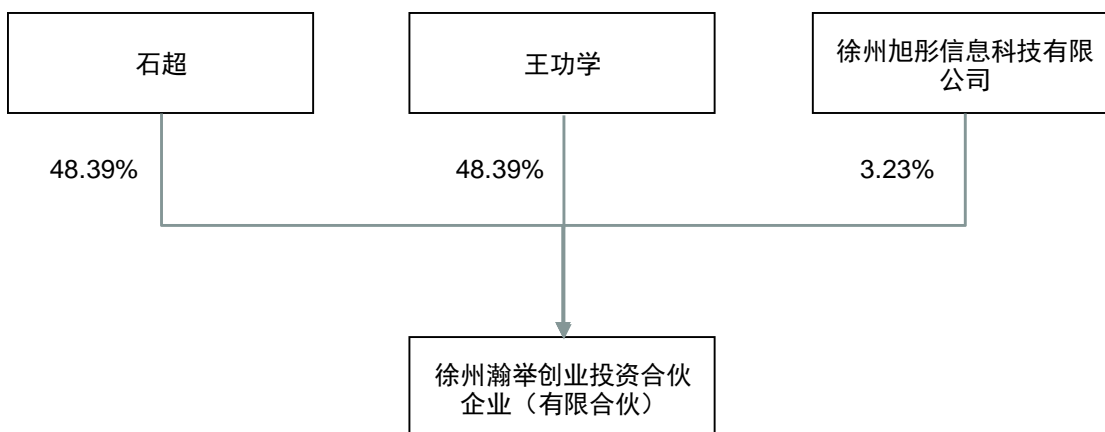 石超
王功学
徐州旭彤信息科技有限
公司
48.39%
48.39%
3.23%
徐州瀚举创业投资合伙
企业（有限合伙）